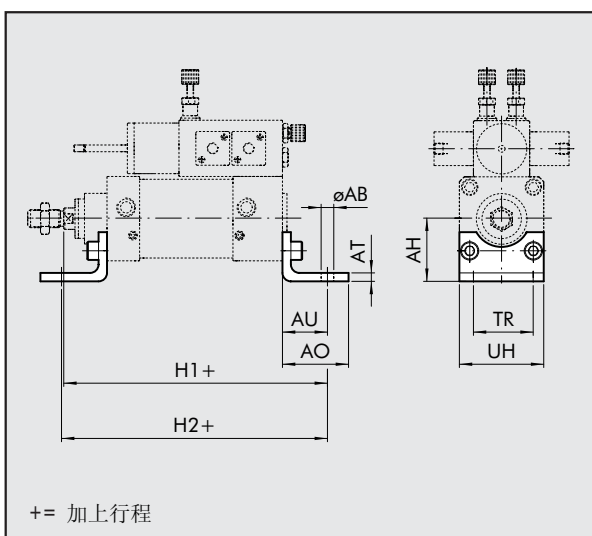 øAB
AT
AH
AU
AO
TR
UH
H1+
H2+
+= 加上行程